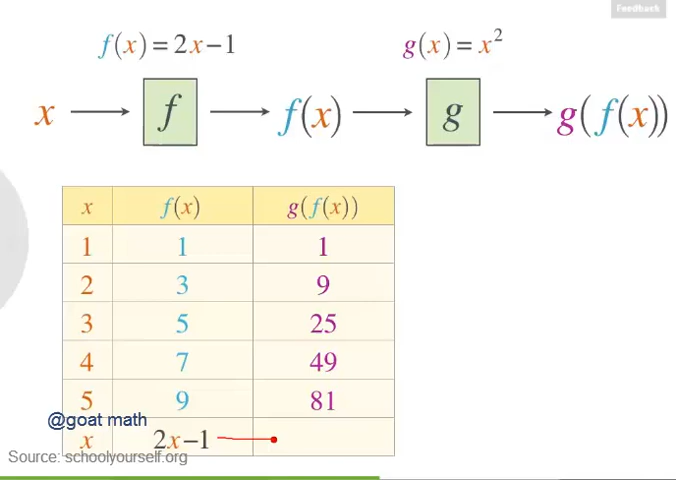 Feedback
f(x) = 2x−1
g(x) = x²
x f f(x) g g(f(x))
x f(x) g(f(x))
1 1 1
2 3 9
3 5 25
4 7 49
5 9 81
@goat math
x 2x−1
Source: schoolyourself.org